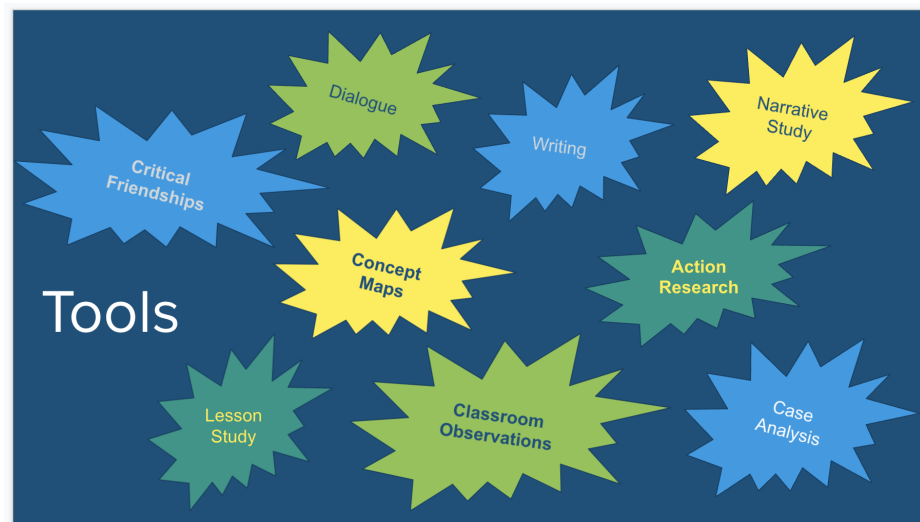 Dialogue
Writing
Narrative
Study
Critical
Friendships
Concept
Maps
Action
Research
Tools
Lesson
Study
Classroom
Observations
Case
Analysis